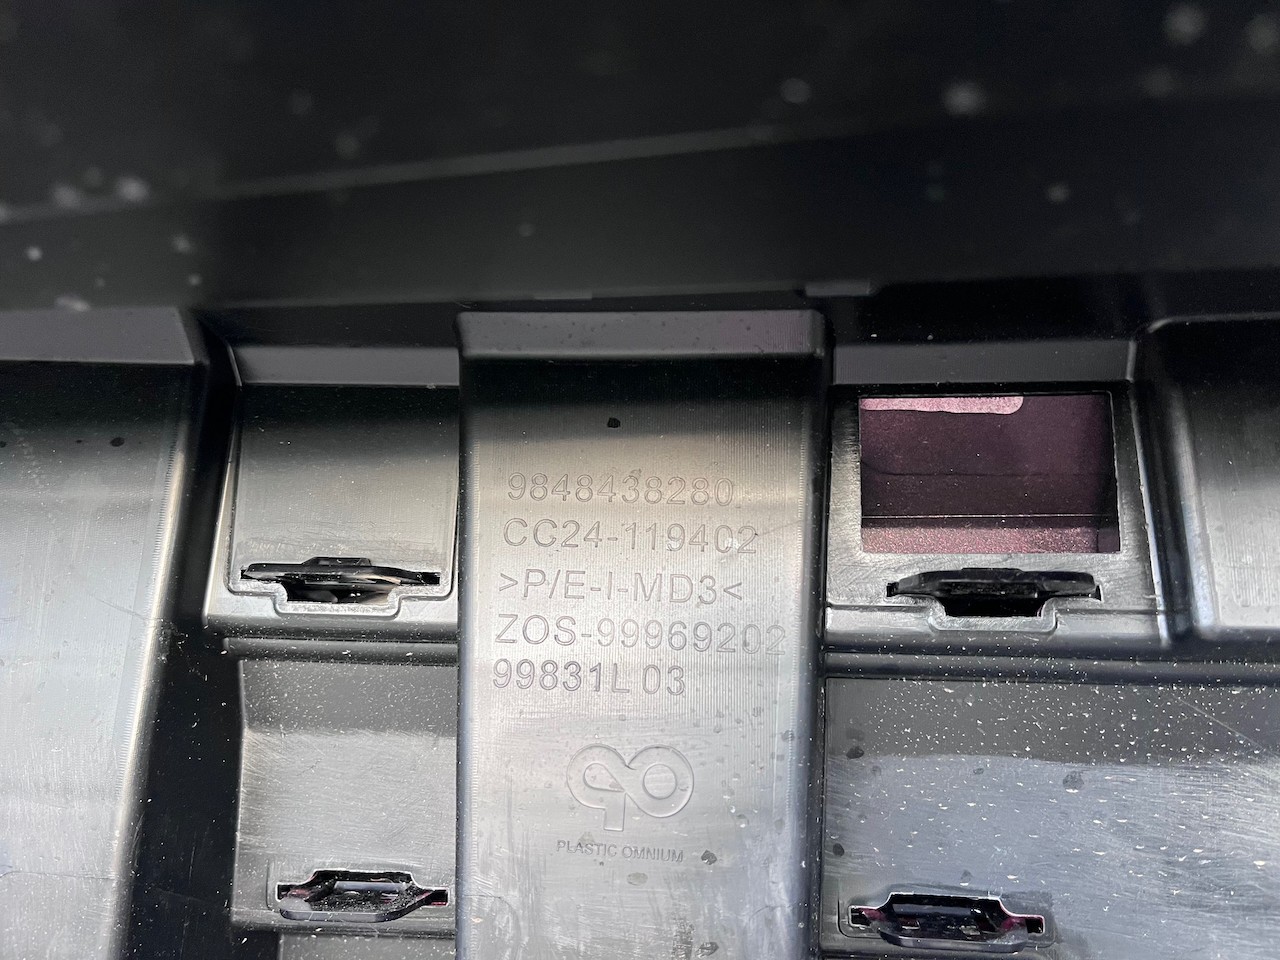 9848438280
CC24-119402
>P/E-I-MD3<
ZOS-99969202
99831L 03
PLASTIC OMNIUM